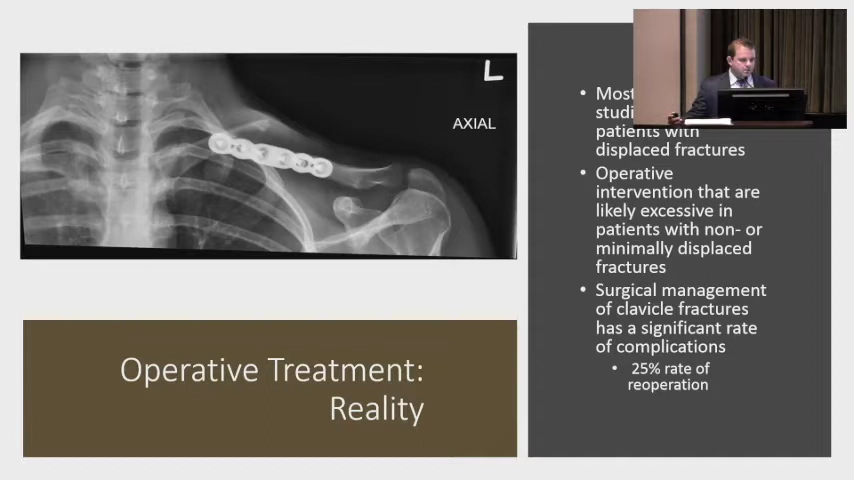 L
AXIAL
Operative Treatment:
Reality
• Most
patients with
displaced fractures
• Operative
intervention that are
likely excessive in
patients with non- or
minimally displaced
fractures
• Surgical management
of clavicle fractures
has a significant rate
of complications
• 25% rate of
reoperation